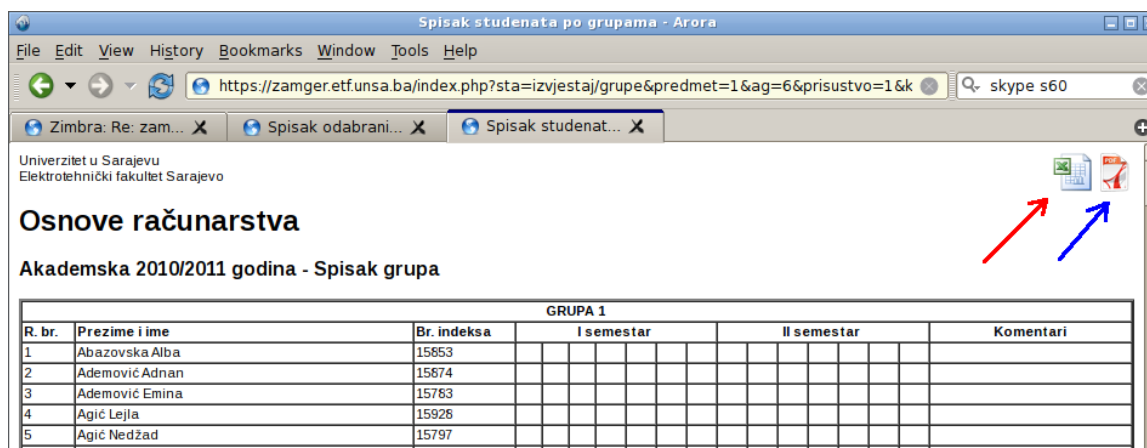 Spisak studenata po grupama - Arora
File Edit View History Bookmarks Window Tools Help
https://zamger.etf.unsa.ba/index.php?sta=izvjestaj/grupe&predmet=1&ag=6&prisustvo=1&k skype s60
Zimbra: Re: zam... Spisak odabrani... Spisak studenat...
Univerzitet u Sarajevu
Elektrotehnički fakultet Sarajevo
PDF
Osnove računarstva
Akademska 2010/2011 godina - Spisak grupa
GRUPA 1
R. br. Prezime i ime Br. indeksa I semestar II semestar Komentari
1 Abazovska Alba 15853
2 Ademović Adnan 15874
3 Ademović Emina 15783
4 Agić Lejla 15928
5 Agić Nedžad 15797